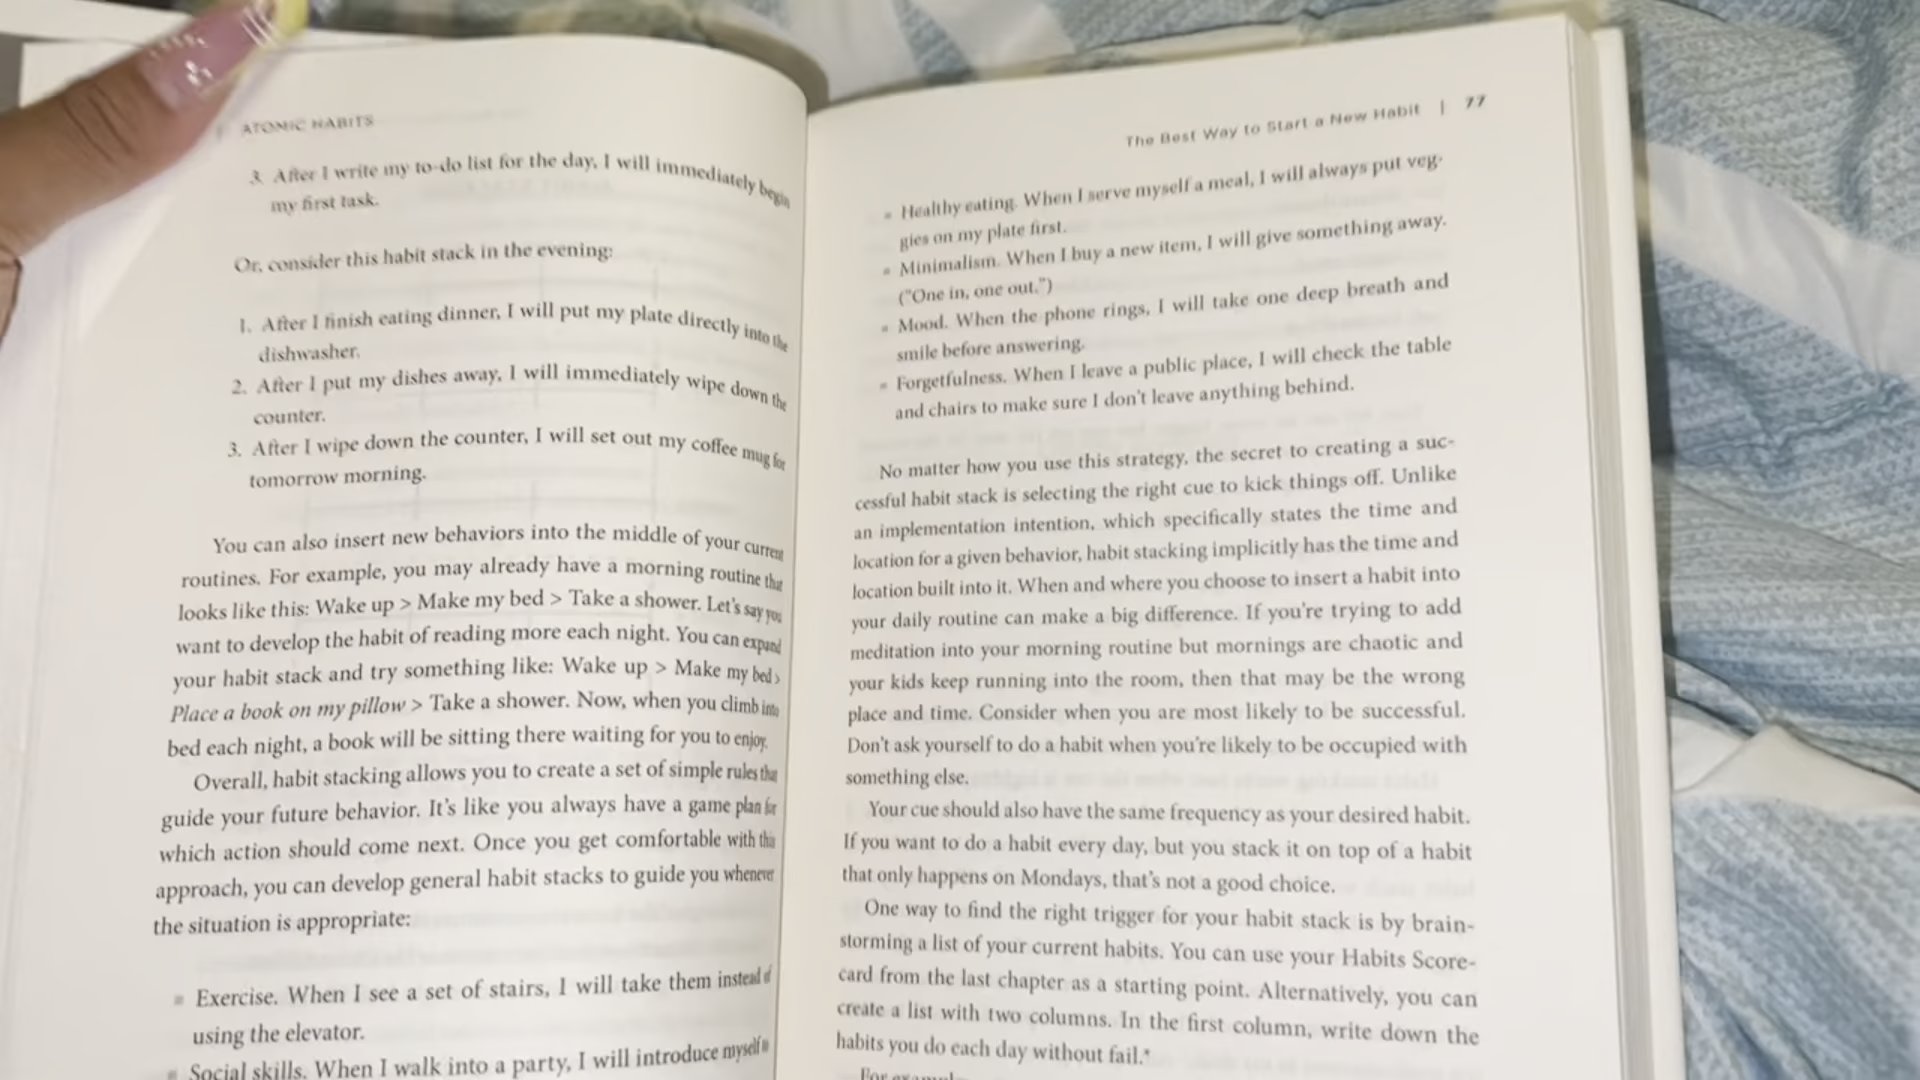 ATOMIC HABITS
3. After I write my to-do list for the day, I will immediately begin
my first task.
Or, consider this habit stack in the evening:
1. After I finish eating dinner, I will put my plate directly into the
dishwasher.
2. After I put my dishes away, I will immediately wipe down the
counter.
3. After I wipe down the counter, I will set out my coffee mug for
tomorrow morning.
You can also insert new behaviors into the middle of your current
routines. For example, you may already have a morning routine that
looks like this: Wake up > Make my bed > Take a shower. Let's say you
want to develop the habit of reading more each night. You can expand
your habit stack and try something like: Wake up > Make my bed >
Place a book on my pillow > Take a shower. Now, when you climb into
bed each night, a book will be sitting there waiting for you to enjoy.
Overall, habit stacking allows you to create a set of simple rules that
guide your future behavior. It's like you always have a game plan for
which action should come next. Once you get comfortable with this
approach, you can develop general habit stacks to guide you whenever
the situation is appropriate:
▪ Exercise. When I see a set of stairs, I will take them instead of
using the elevator.
▪ Social skills. When I walk into a party, I will introduce myself to
The Best Way to Start a New Habit | 77
▪ Healthy eating. When I serve myself a meal, I will always put veg-
gies on my plate first.
▪ Minimalism. When I buy a new item, I will give something away.
("One in, one out.")
▪ Mood. When the phone rings, I will take one deep breath and
smile before answering.
▪ Forgetfulness. When I leave a public place, I will check the table
and chairs to make sure I don't leave anything behind.
No matter how you use this strategy, the secret to creating a suc-
cessful habit stack is selecting the right cue to kick things off. Unlike
an implementation intention, which specifically states the time and
location for a given behavior, habit stacking implicitly has the time and
location built into it. When and where you choose to insert a habit into
your daily routine can make a big difference. If you're trying to add
meditation into your morning routine but mornings are chaotic and
your kids keep running into the room, then that may be the wrong
place and time. Consider when you are most likely to be successful.
Don't ask yourself to do a habit when you're likely to be occupied with
something else.
Your cue should also have the same frequency as your desired habit.
If you want to do a habit every day, but you stack it on top of a habit
that only happens on Mondays, that's not a good choice.
One way to find the right trigger for your habit stack is by brain-
storming a list of your current habits. You can use your Habits Score-
card from the last chapter as a starting point. Alternatively, you can
create a list with two columns. In the first column, write down the
habits you do each day without fail.*